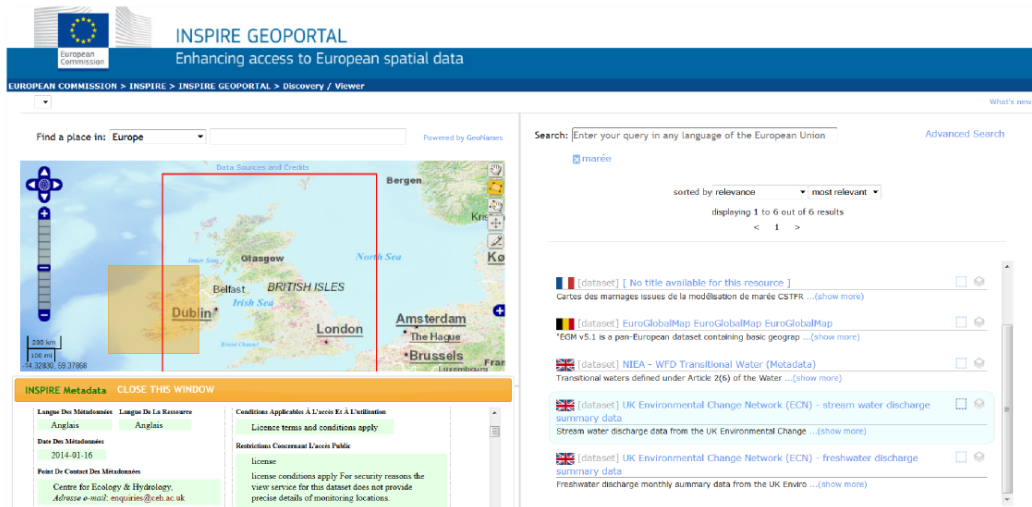 European
Commission
INSPIRE GEOPORTAL
Enhancing access to European spatial data
EUROPEAN COMMISSION > INSPIRE > INSPIRE GEOPORTAL > Discovery / Viewer
What's new
Find a place in: Europe
Powered by GeoNames
Data Sources and Credits
Bergen
Kris
Inner Seas
Glasgow
North Sea
Kø
Belfast
BRITISH ISLES
Irish Sea
Dublin
London
Amsterdam
The Hague
Bristol Channel
Brussels
Fran
Luxembourg
200 km
100 mi
-14.32830, 59.37868
INSPIRE Metadata CLOSE THIS WINDOW
Langue Des Métadonnées Langue De La Ressource
Anglais Anglais
Date Des Métadonnées
2014-01-16
Point De Contact Des Métadonnées
Centre for Ecology & Hydrology,
Adresse e-mail: enquiries@ceh.ac.uk
Conditions Applicables À L'accès Et À L'utilisation
Licence terms and conditions apply
Restrictions Concernant L'accès Public
license
license conditions apply For security reasons the
view service for this dataset does not provide
precise details of monitoring locations.
Search: Enter your query in any language of the European Union
Advanced Search
marée
sorted by relevance most relevant
displaying 1 to 6 out of 6 results
< 1 >
[dataset] [ No title available for this resource ]
Cartes des marnages issues de la modélisation de marée CSTFR ...(show more)
[dataset] EuroGlobalMap EuroGlobalMap EuroGlobalMap
"EGM v5.1 is a pan-European dataset containing basic geograp ...(show more)
[dataset] NIEA - WFD Transitional Water (Metadata)
Transitional waters defined under Article 2(6) of the Water ...(show more)
[dataset] UK Environmental Change Network (ECN) - stream water discharge
summary data
Stream water discharge data from the UK Environmental Change ...(show more)
[dataset] UK Environmental Change Network (ECN) - freshwater discharge
summary data
Freshwater discharge monthly summary data from the UK Enviro ...(show more)